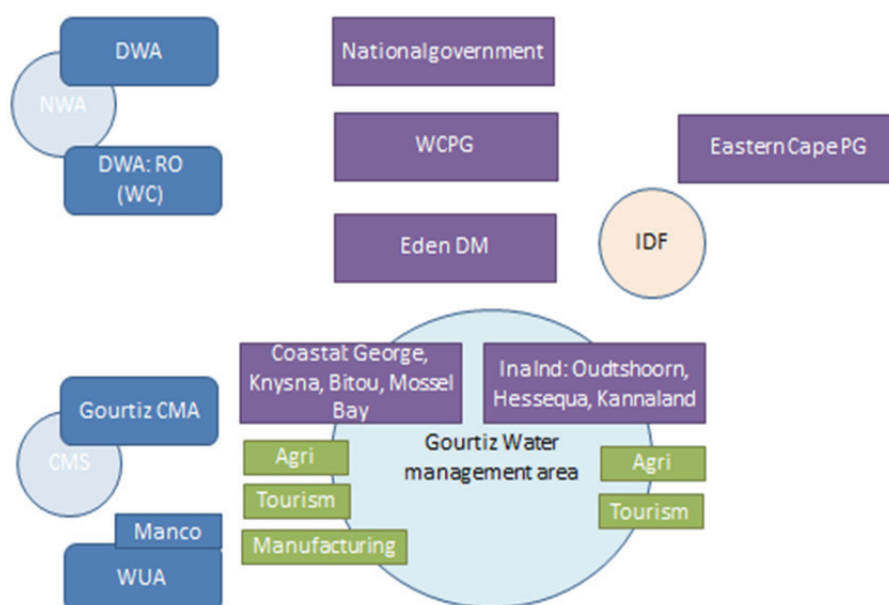 DWA
NWA
DWA: RO
(WC)
Nationalgovernment
WCPG
Eastern Cape PG
Eden DM
IDF
Coastal: George,
Knysna, Bitou, Mossel
Bay
Inalnd: Oudtshoorn,
Hessequa, Kannaland
Gourtiz CMA
CMS
Gourtiz Water
management area
Agri
Tourism
Manufacturing
Agri
Tourism
Manco
WUA